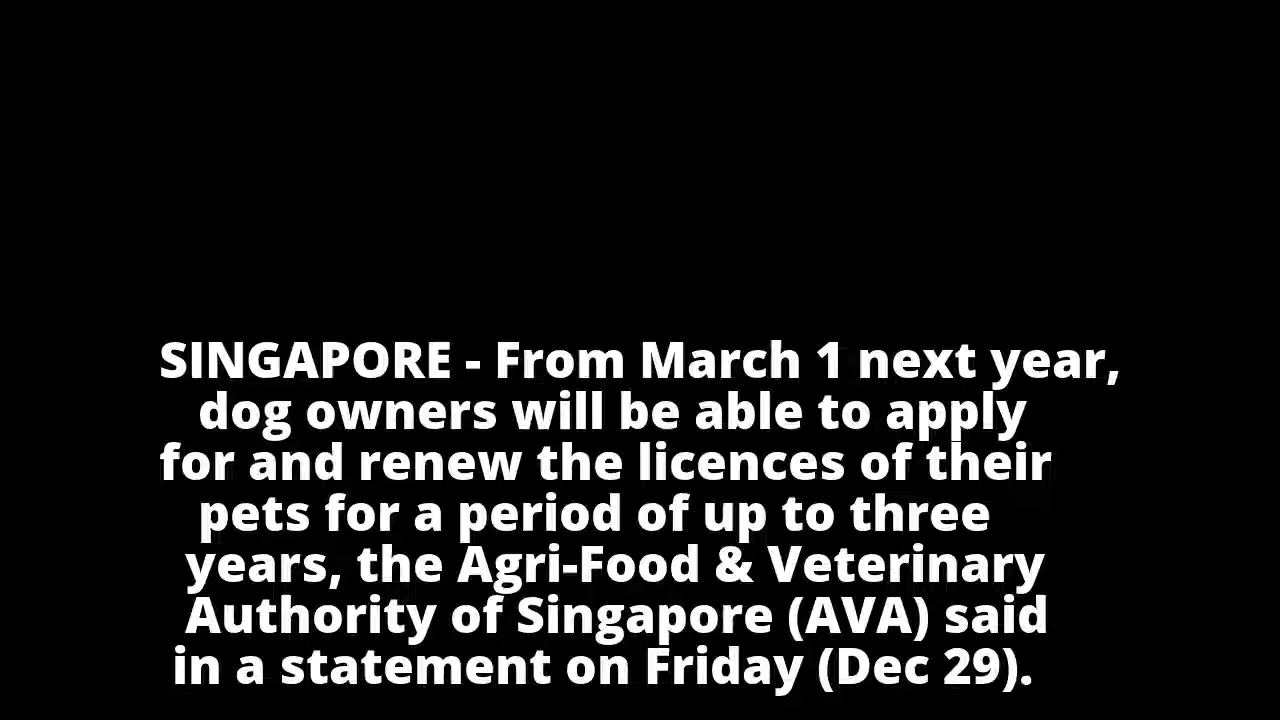 SINGAPORE - From March 1 next year,
dog owners will be able to apply
for and renew the licences of their
pets for a period of up to three
years, the Agri-Food & Veterinary
Authority of Singapore (AVA) said
in a statement on Friday (Dec 29).